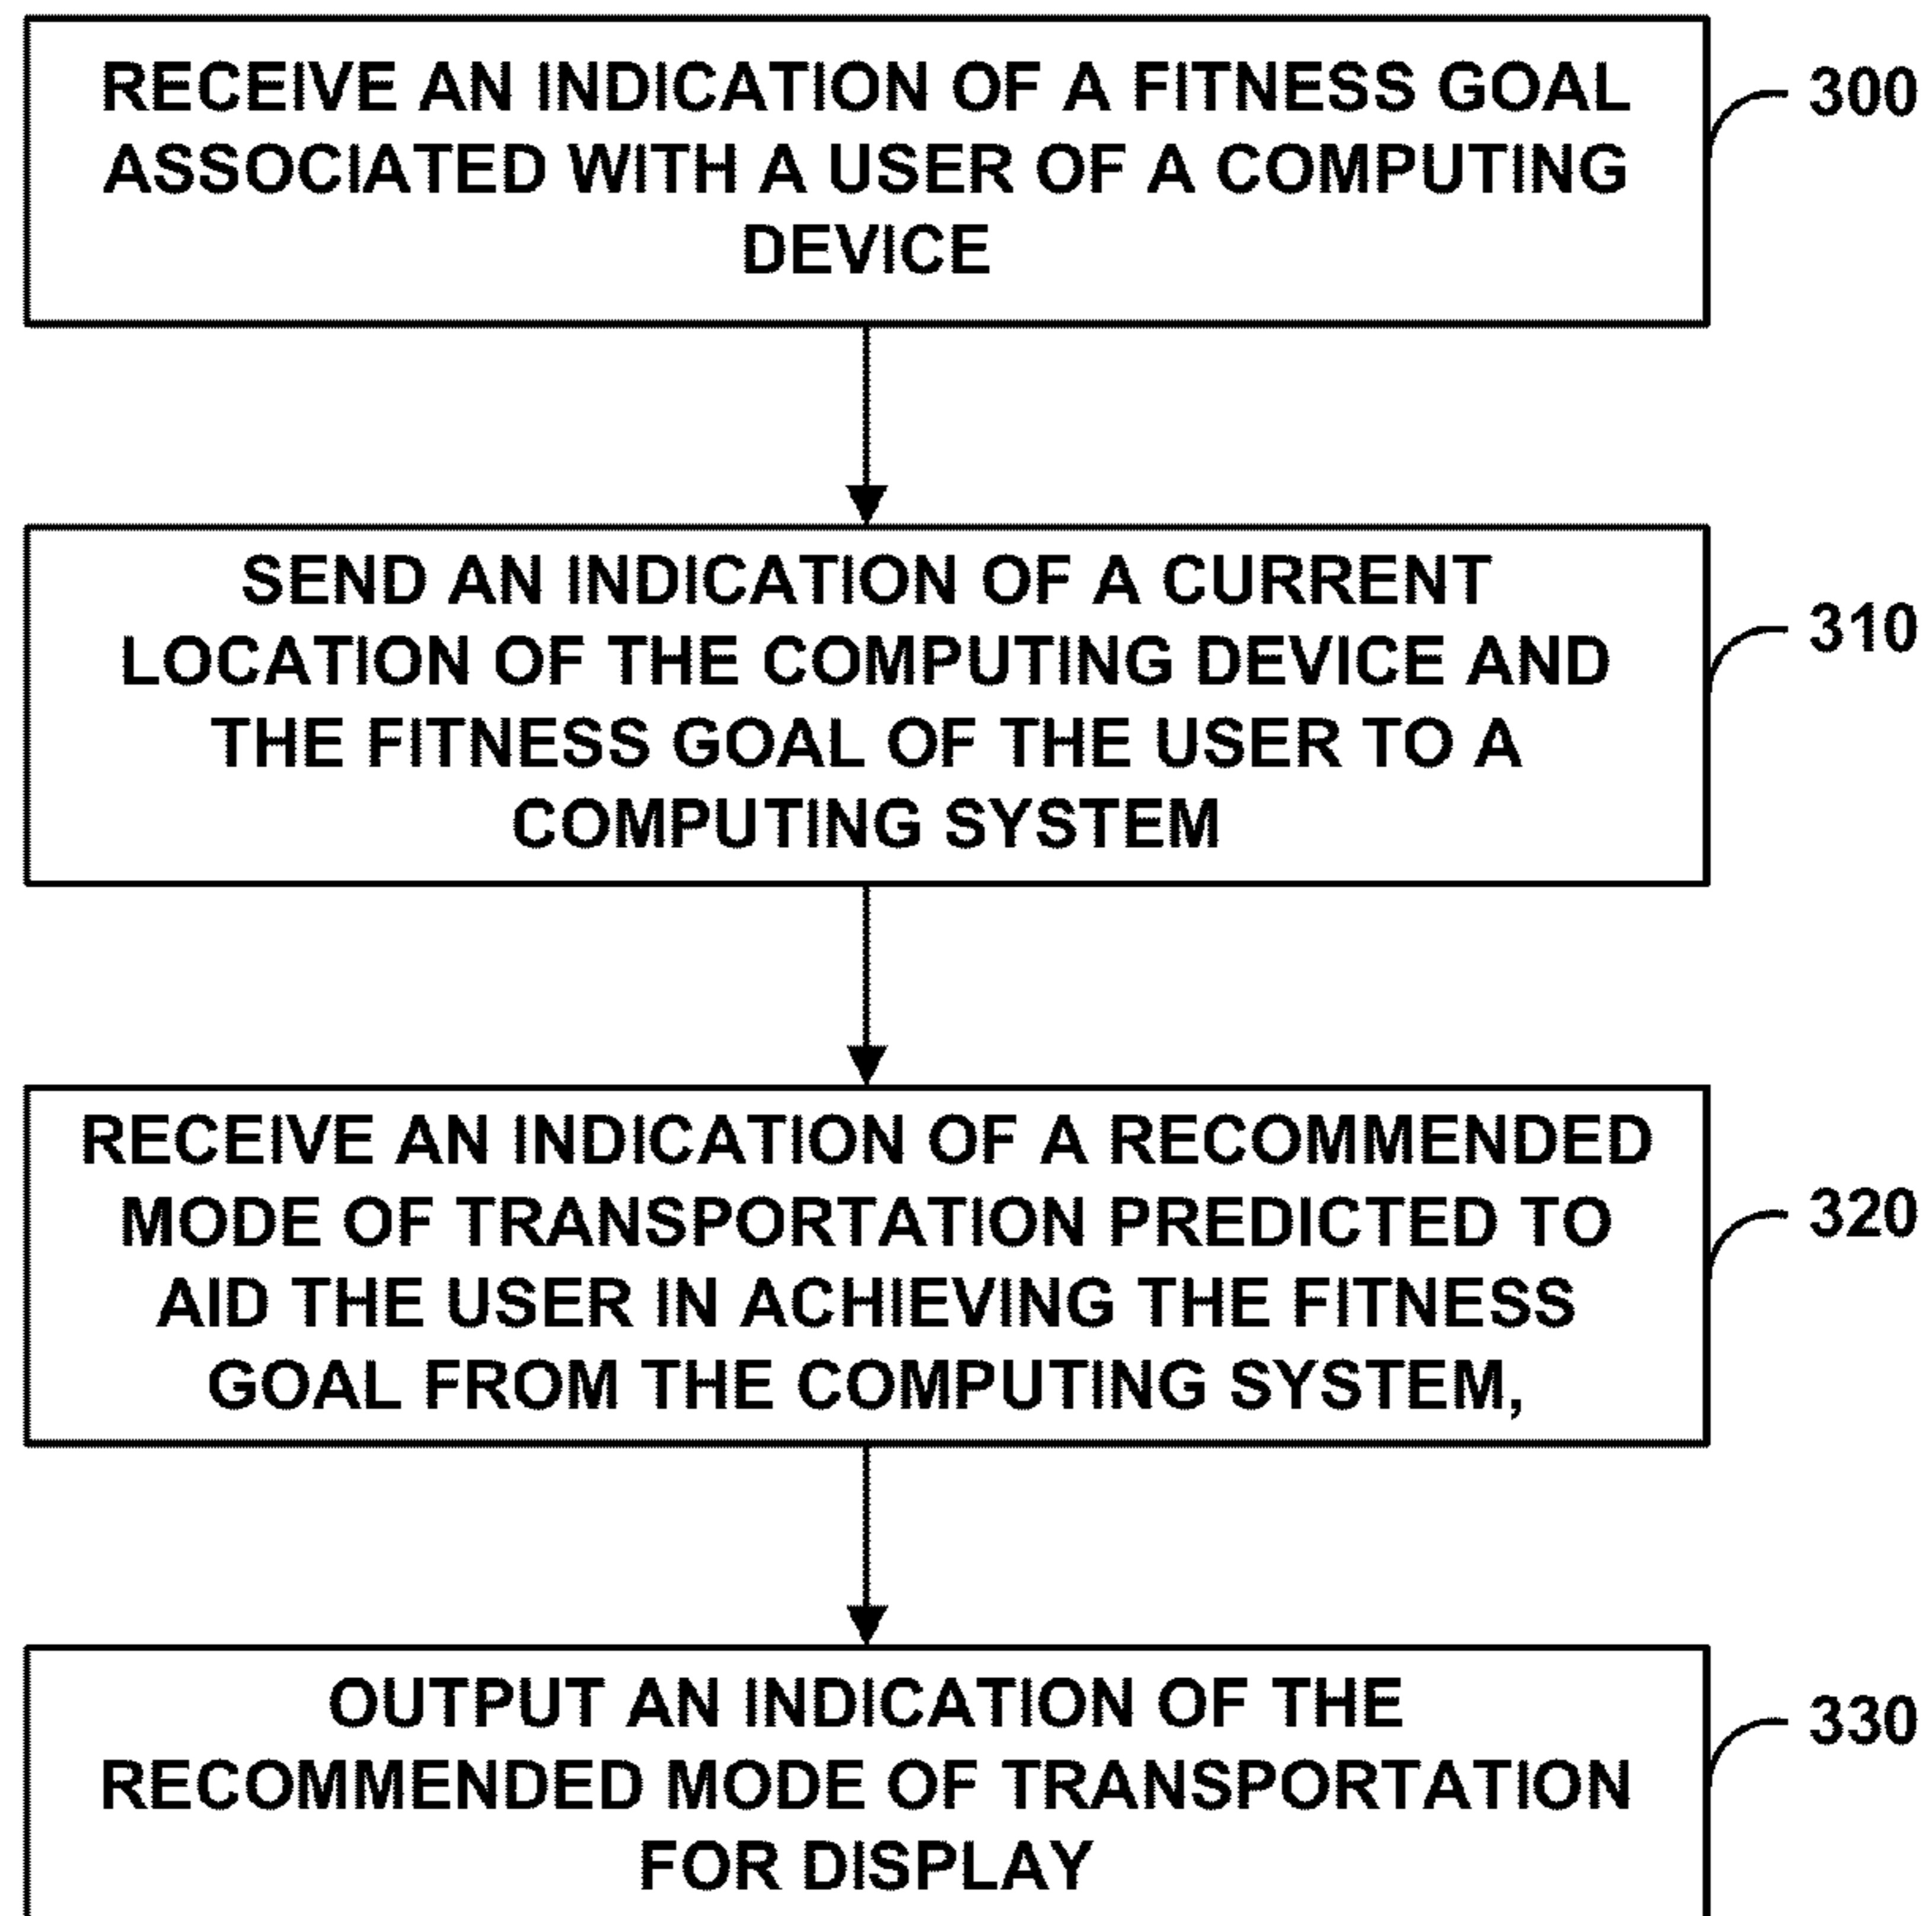 RECEIVE AN INDICATION OF A FITNESS GOAL
ASSOCIATED WITH A USER OF A COMPUTING
DEVICE
300
SEND AN INDICATION OF A CURRENT
LOCATION OF THE COMPUTING DEVICE AND
THE FITNESS GOAL OF THE USER TO A
COMPUTING SYSTEM
310
RECEIVE AN INDICATION OF A RECOMMENDED
MODE OF TRANSPORTATION PREDICTED TO
AID THE USER IN ACHIEVING THE FITNESS
GOAL FROM THE COMPUTING SYSTEM,
320
OUTPUT AN INDICATION OF THE
RECOMMENDED MODE OF TRANSPORTATION
FOR DISPLAY
330